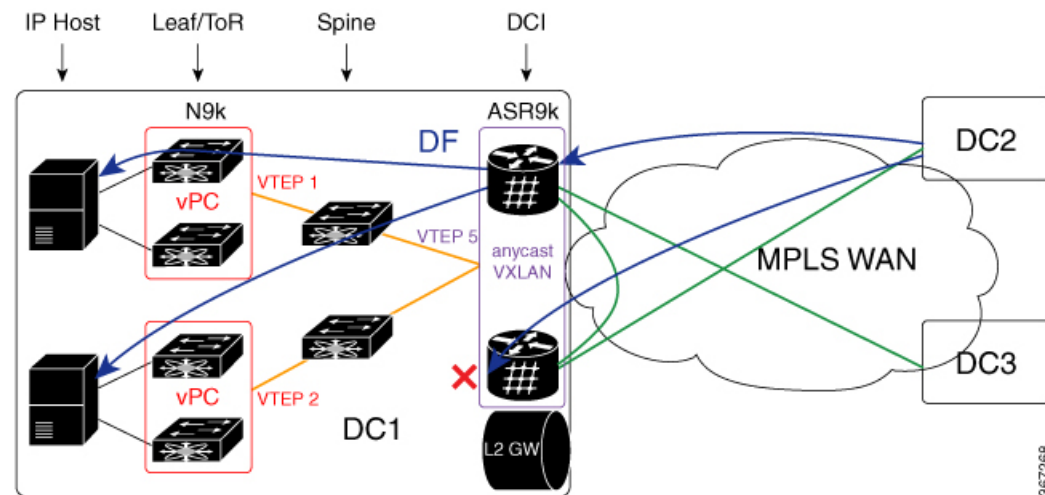 IP Host
Leaf/ToR
Spine
DCI
N9k
ASR9k
DF
DC2
vPC
VTEP 1
VTEP 5
anycast
VXLAN
MPLS WAN
vPC
VTEP 2
DC1
DC3
L2 GW